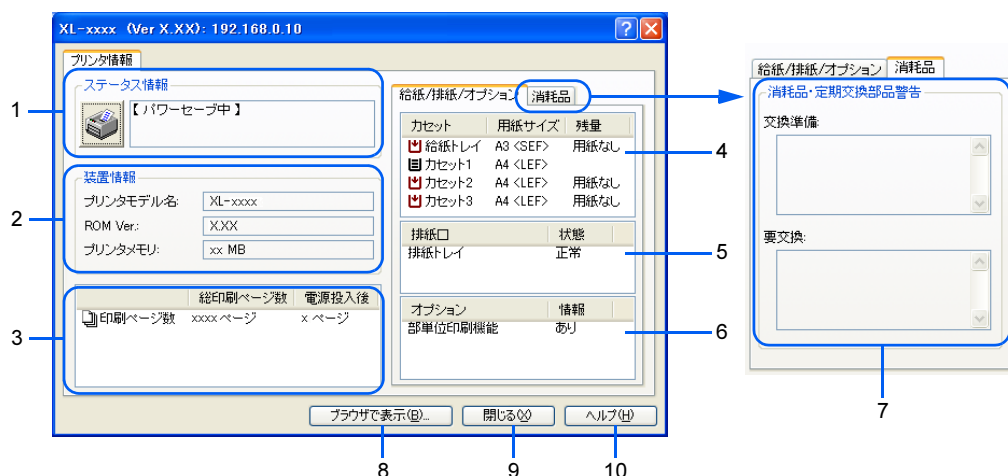 XL-xxxx (Ver X.XX): 192.168.0.10
プリンタ情報
ステータス情報
【 パワーセーブ中 】
装置情報
プリンタモデル名: XL-xxxx
ROM Ver.: X.XX
プリンタメモリ: xx MB
総印刷ページ数 電源投入後
印刷ページ数 xxxx ページ x ページ
給紙/排紙/オプション 消耗品
カセット 用紙サイズ 残量
給紙トレイ A3 <SEF> 用紙なし
カセット1 A4 <LEF>
カセット2 A4 <LEF> 用紙なし
カセット3 A4 <LEF> 用紙なし
排紙口 状態
排紙トレイ 正常
オプション 情報
部単位印刷機能 あり
ブラウザで表示(B)... 閉じる(X) ヘルプ(H)
給紙/排紙/オプション 消耗品
消耗品・定期交換部品警告
交換準備:
要交換:
1
2
3
4
5
6
7
8
9
10